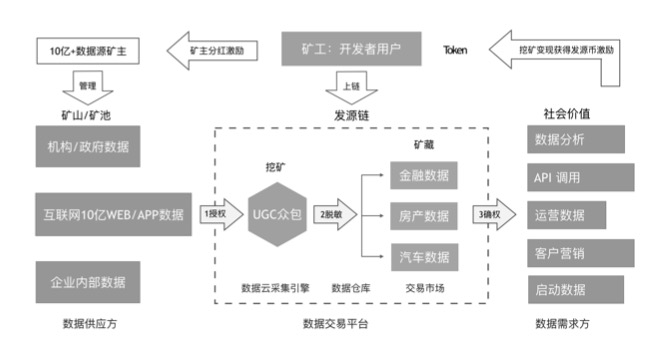 10亿+数据源矿主
矿主分红激励
矿工：开发者用户
Token
挖矿变现获得发源币激励
管理
上链
矿山/矿池
发源链
社会价值
机构/政府数据
互联网10亿WEB/APP数据
企业内部数据
数据供应方
1授权
挖矿
UGC众包
2脱敏
矿藏
金融数据
房产数据
汽车数据
数据云采集引擎
数据仓库
交易市场
数据交易平台
3确权
数据分析
API 调用
运营数据
客户营销
启动数据
数据需求方